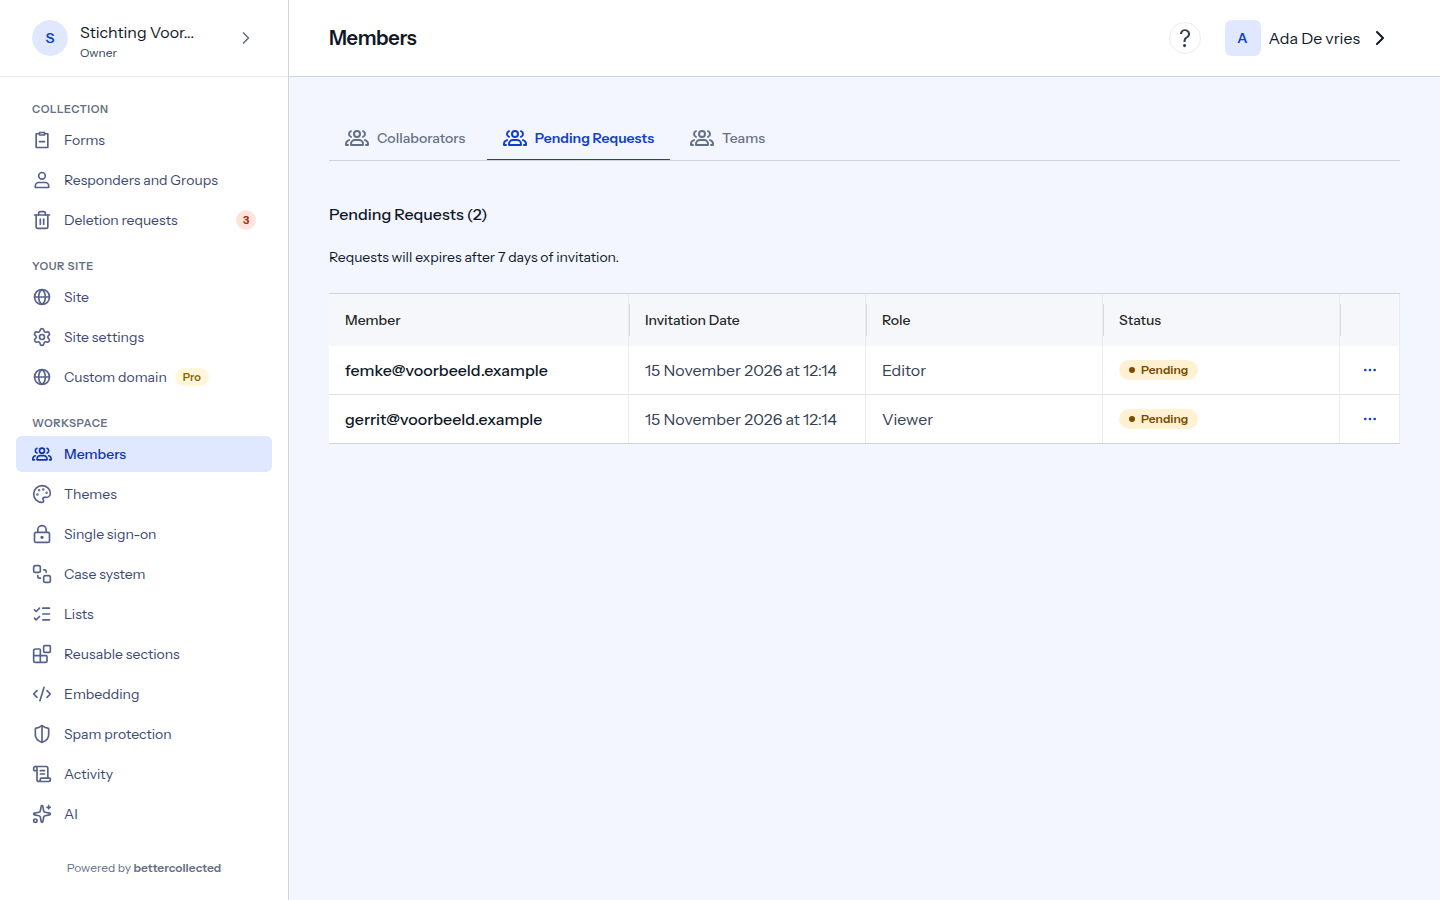 S
Stichting Voor...
Owner
Members
?
A
Ada De vries
COLLECTION
Forms
Responders and Groups
Deletion requests
3
YOUR SITE
Site
Site settings
Custom domain
Pro
WORKSPACE
Members
Themes
Single sign-on
Case system
Lists
Reusable sections
Embedding
Spam protection
Activity
AI
Powered by bettercollected
Collaborators
Pending Requests
Teams
Pending Requests (2)
Requests will expires after 7 days of invitation.
Member Invitation Date Role Status
femke@voorbeeld.example 15 November 2026 at 12:14 Editor Pending
gerrit@voorbeeld.example 15 November 2026 at 12:14 Viewer Pending